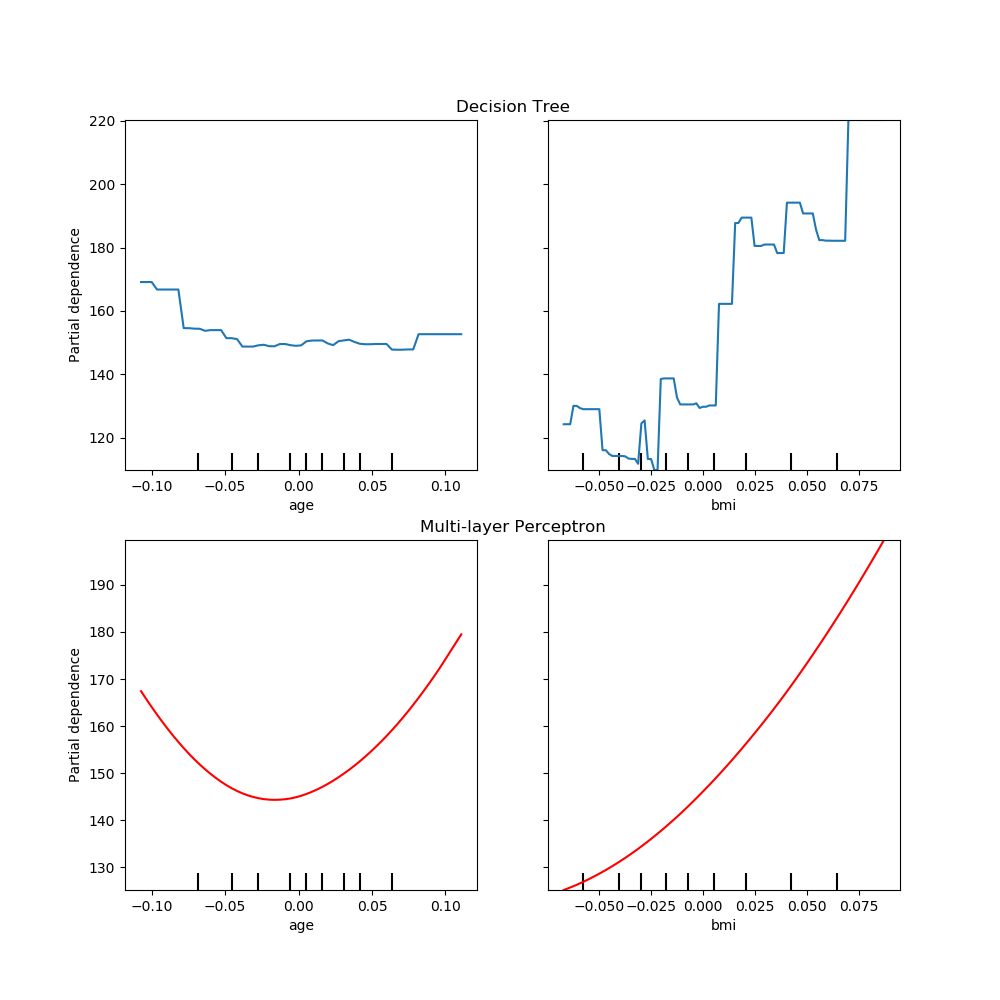 Decision Tree
220
200
180
160
140
120
Partial dependence
−0.10 −0.05 0.00 0.05 0.10
age
−0.050 −0.025 0.000 0.025 0.050 0.075
bmi
Multi-layer Perceptron
190
180
170
160
150
140
130
Partial dependence
−0.10 −0.05 0.00 0.05 0.10
age
−0.050 −0.025 0.000 0.025 0.050 0.075
bmi